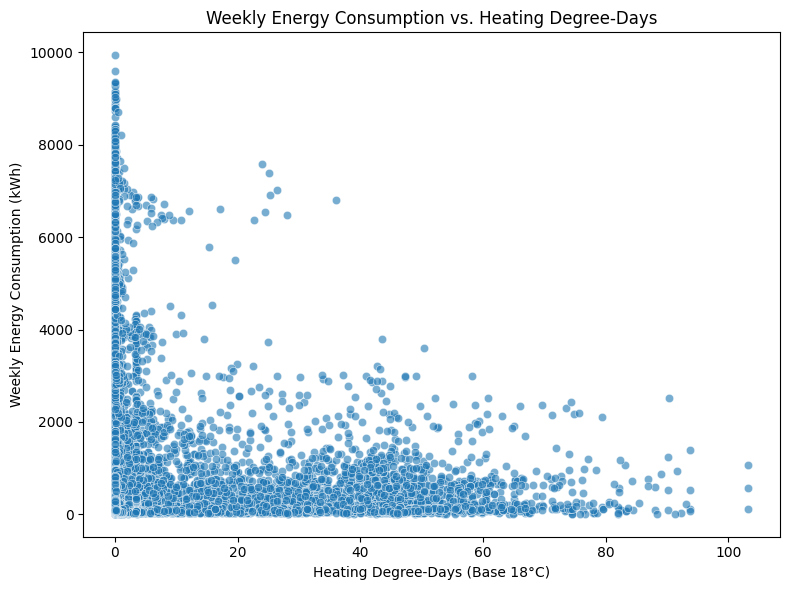 Weekly Energy Consumption vs. Heating Degree-Days
Weekly Energy Consumption (kWh)
10000
8000
6000
4000
2000
0
0 20 40 60 80 100
Heating Degree-Days (Base 18°C)